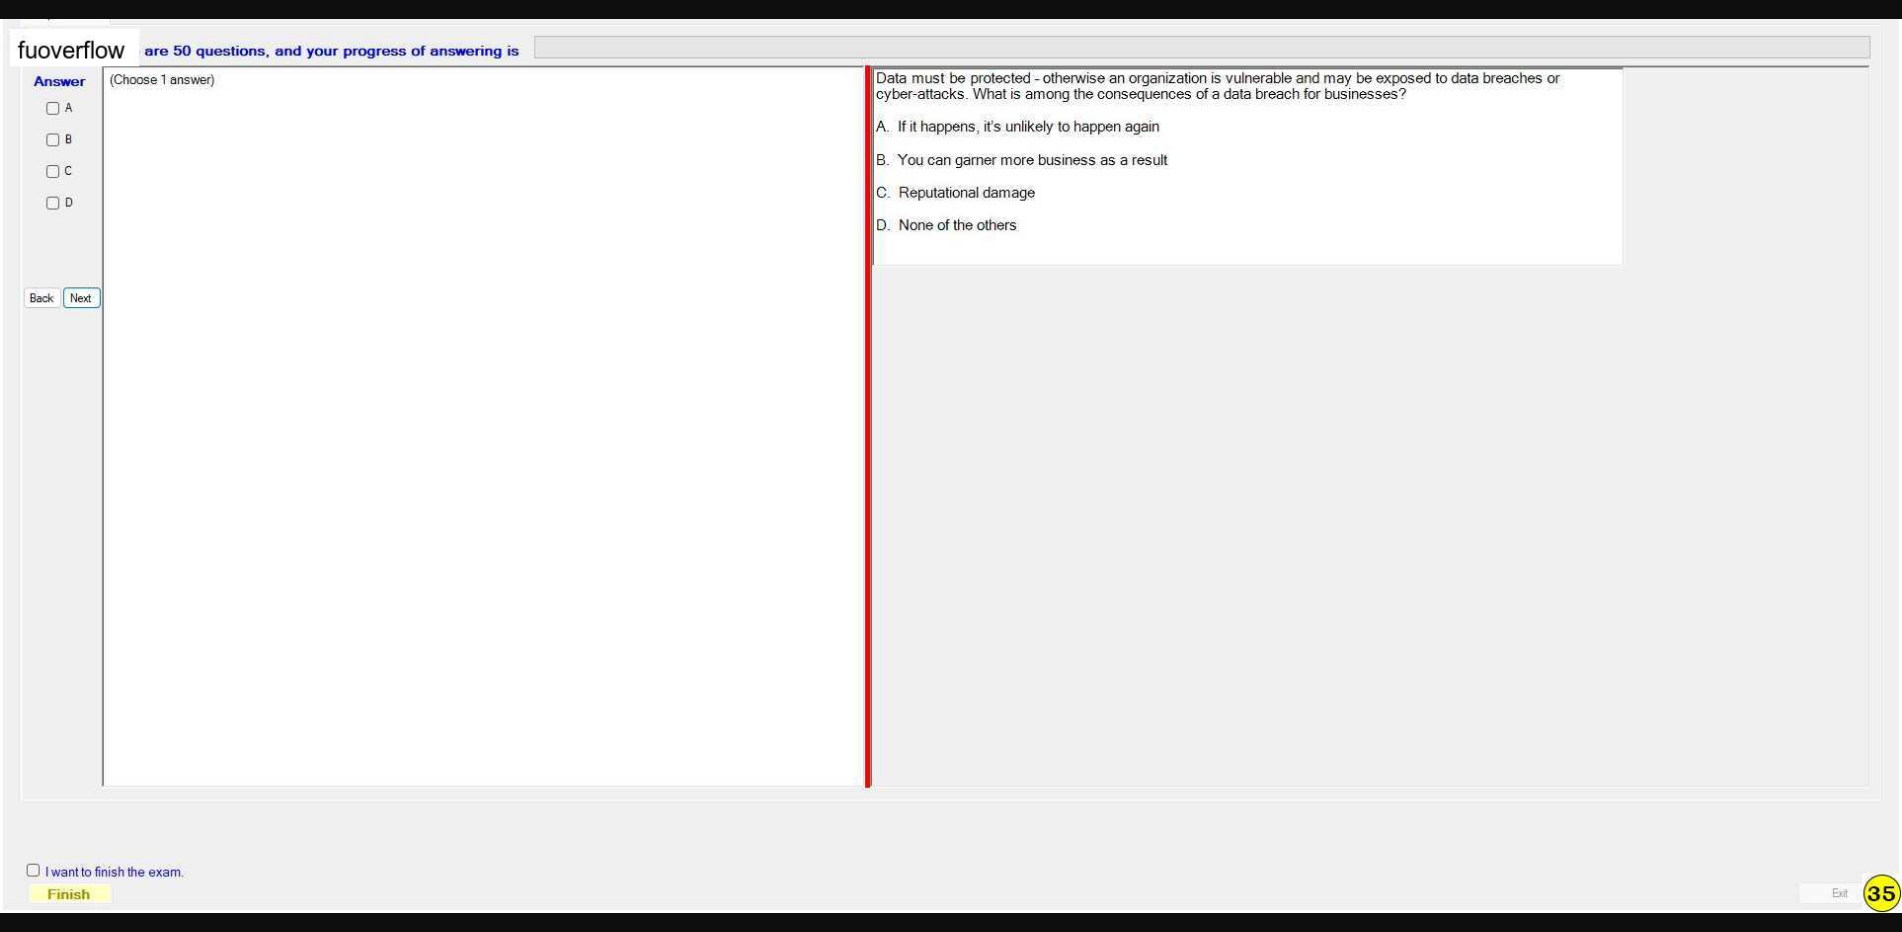 fuoverflow are 50 questions, and your progress of answering is
Answer
(Choose 1 answer)
A
B
C
D
Back Next
Data must be protected - otherwise an organization is vulnerable and may be exposed to data breaches or
cyber-attacks. What is among the consequences of a data breach for businesses?
A. If it happens, it's unlikely to happen again
B. You can garner more business as a result
C. Reputational damage
D. None of the others
I want to finish the exam.
Finish
Exit
35